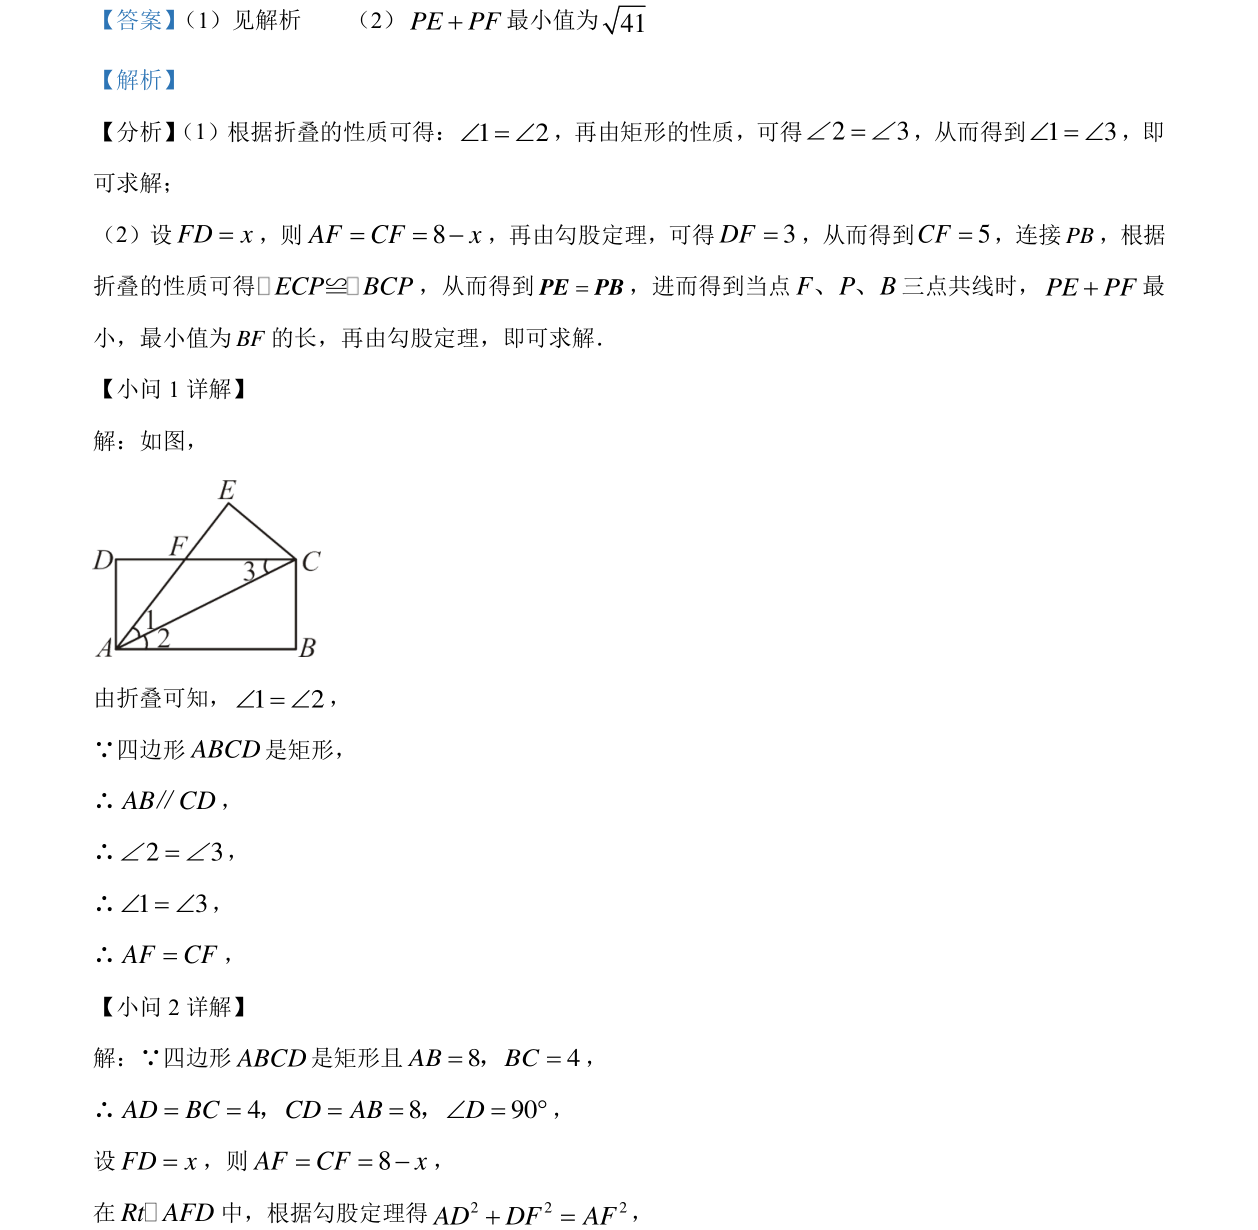 【答案】（1）见解析 （2）PE + PF 最小值为√41
【解析】
【分析】（1）根据折叠的性质可得：∠1 = ∠2，再由矩形的性质，可得∠2 = ∠3，从而得到∠1 = ∠3，即
可求解；
（2）设 FD = x，则 AF = CF = 8 − x，再由勾股定理，可得 DF = 3，从而得到CF = 5，连接 PB，根据
折叠的性质可得□ECP≌□BCP，从而得到 PE = PB，进而得到当点 F、P、B 三点共线时，PE + PF 最
小，最小值为 BF 的长，再由勾股定理，即可求解．
【小问 1 详解】
解：如图，
E
D F C
3
1
2
A B
由折叠可知，∠1 = ∠2，
∵四边形 ABCD 是矩形，
∴ AB∥CD，
∴ ∠2 = ∠3，
∴ ∠1 = ∠3，
∴ AF = CF，
【小问 2 详解】
解：∵四边形 ABCD 是矩形且 AB = 8，BC = 4，
∴ AD = BC = 4，CD = AB = 8，∠D = 90°，
设 FD = x，则 AF = CF = 8 − x，
在 Rt□AFD 中，根据勾股定理得 AD² + DF² = AF²，